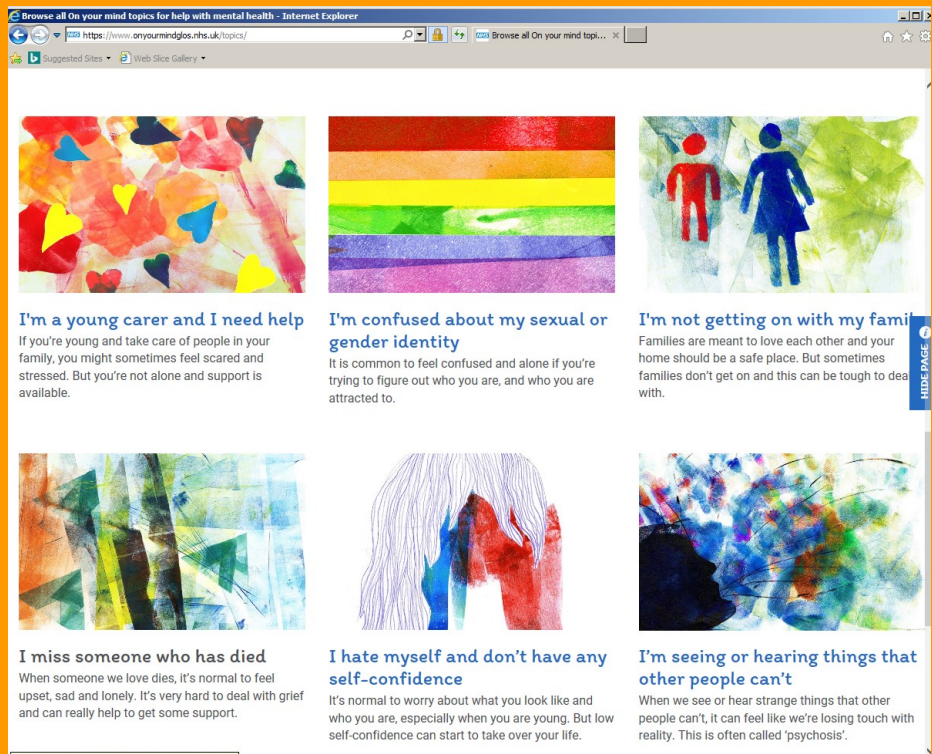 Browse all On your mind topics for help with mental health - Internet Explorer
NHS https://www.onyourmindglos.nhs.uk/topics/
NHS Browse all On your mind topi...
Suggested Sites
Web Slice Gallery
I'm a young carer and I need help
If you're young and take care of people in your
family, you might sometimes feel scared and
stressed. But you're not alone and support is
available.
I'm confused about my sexual or
gender identity
It is common to feel confused and alone if you're
trying to figure out who you are, and who you are
attracted to.
I'm not getting on with my famil
Families are meant to love each other and your
home should be a safe place. But sometimes
families don't get on and this can be tough to deal
with.
HIDE PAGE
I miss someone who has died
When someone we love dies, it's normal to feel
upset, sad and lonely. It's very hard to deal with grief
and can really help to get some support.
I hate myself and don't have any
self-confidence
It's normal to worry about what you look like and
who you are, especially when you are young. But low
self-confidence can start to take over your life.
I'm seeing or hearing things that
other people can't
When we see or hear strange things that other
people can't, it can feel like we're losing touch with
reality. This is often called 'psychosis'.